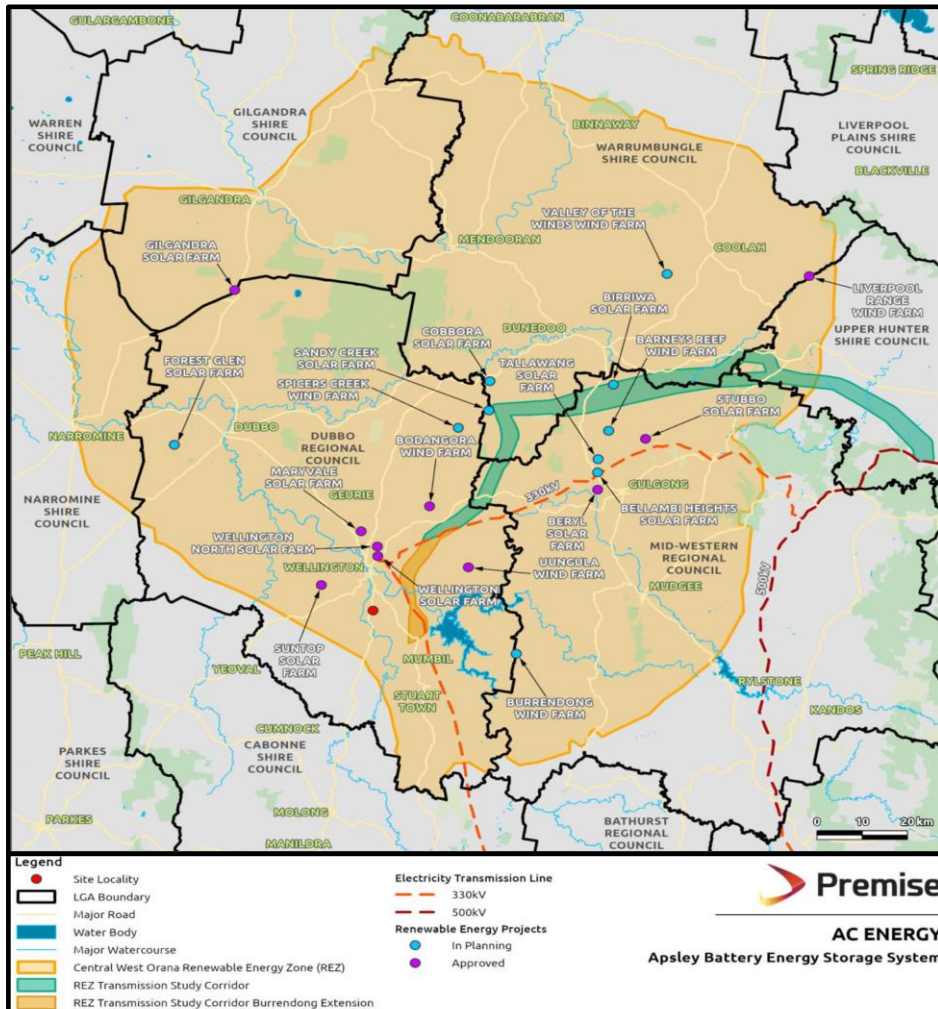 GULARGAMBONE
COONABARABRAN
SPRING RIDGE
GILGANDRA
SHIRE
COUNCIL
WARREN
SHIRE
COUNCIL
BINNAWAY
WARRUMBUNGLE
SHIRE COUNCIL
LIVERPOOL
PLAINS SHIRE
COUNCIL
BLACKVILLE
GILGANDRA
VALLEY OF THE
WINDS WIND FARM
MENDOORAN
COOLAH
GILGANDRA
SOLAR FARM
BIRRIWA
SOLAR FARM
LIVERPOOL
RANGE
WIND FARM
UPPER HUNTER
SHIRE COUNCIL
COBBORA
SOLAR FARM
DUNEDOO
BARNEYS REEF
WIND FARM
FOREST GLEN
SOLAR FARM
SANDY CREEK
SOLAR FARM
TALLAWANG
SOLAR
FARM
SPICERS CREEK
WIND FARM
STUBBO
SOLAR FARM
NARROMINE
DUBBO
DUBBO
REGIONAL
COUNCIL
BODANGORA
WIND FARM
MARYVALE
SOLAR FARM
GEURIE
330kV
GULGONG
NARROMINE
SHIRE
COUNCIL
BERYL
SOLAR
FARM
BELLAMBI HEIGHTS
SOLAR FARM
WELLINGTON
NORTH SOLAR FARM
MID-WESTERN
REGIONAL
COUNCIL
500kV
WELLINGTON
WELLINGTON
SOLAR FARM
UUNGULA
WIND FARM
MUDGEE
SUNTOP
SOLAR
FARM
PEAK HILL
YEOVAL
MUMBIL
RYLSTONE
STUART
TOWN
BURRENDONG
WIND FARM
KANDOS
CUMNOCK
CABONNE
SHIRE
COUNCIL
PARKES
SHIRE
COUNCIL
MOLONG
BATHURST
REGIONAL
COUNCIL
PARKES
MANILDRA
0 10 20 km
Legend
Site Locality
LGA Boundary
Major Road
Water Body
Major Watercourse
Central West Orana Renewable Energy Zone (REZ)
REZ Transmission Study Corridor
REZ Transmission Study Corridor Burrendong Extension
Electricity Transmission Line
330kV
500kV
Renewable Energy Projects
In Planning
Approved
Premise
AC ENERGY
Apsley Battery Energy Storage System